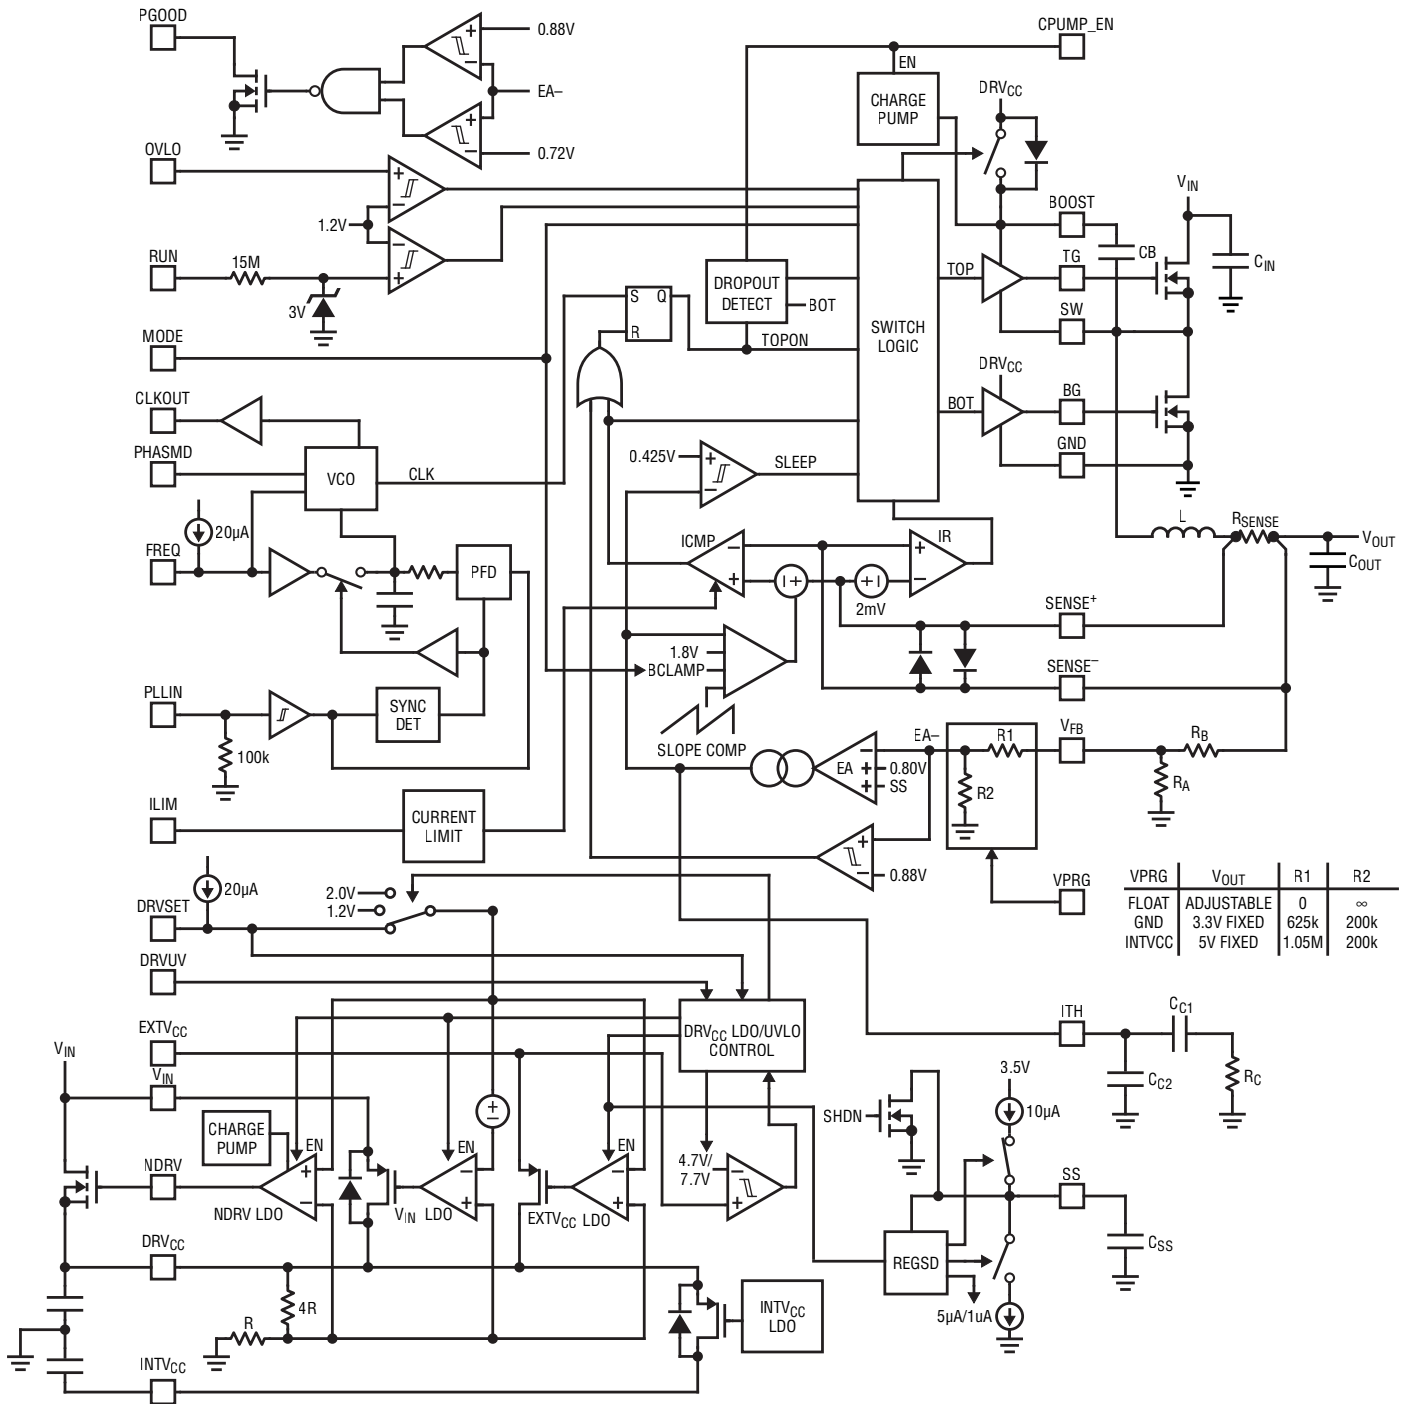 PGOOD
0.88V
EA–
0.72V
CPUMP_EN
EN
CHARGE
PUMP
DRVCC
OVLO
1.2V
RUN
15M
3V
MODE
CLKOUT
PHASMD
VCO
CLK
20µA
FREQ
PFD
PLLIN
SYNC
DET
100k
ILIM
CURRENT
LIMIT
S Q
R
DROPOUT
DETECT
BOT
TOPON
SWITCH
LOGIC
TOP
BOT
DRVCC
BOOST
TG
SW
BG
GND
CB
VIN
CIN
0.425V
SLEEP
ICMP
IR
2mV
1.8V
BCLAMP
SLOPE COMP
L
RSENSE
VOUT
COUT
SENSE+
SENSE–
EA–
EA
0.80V
SS
0.88V
R1
R2
VFB
RB
RA
VPRG
VPRG VOUT R1 R2
FLOAT ADJUSTABLE 0 ∞
GND 3.3V FIXED 625k 200k
INTVCC 5V FIXED 1.05M 200k
20µA
2.0V
1.2V
DRVSET
DRVUV
EXTVCC
VIN
VIN
CHARGE
PUMP
EN
NDRV
NDRV LDO
EN
VIN LDO
EN
EXTVCC LDO
DRVCC LDO/UVLO
CONTROL
4.7V/
7.7V
DRVCC
4R
R
INTVCC
INTVCC
LDO
ITH
CC1
CC2
RC
SHDN
3.5V
10µA
SS
CSS
REGSD
5µA/1uA